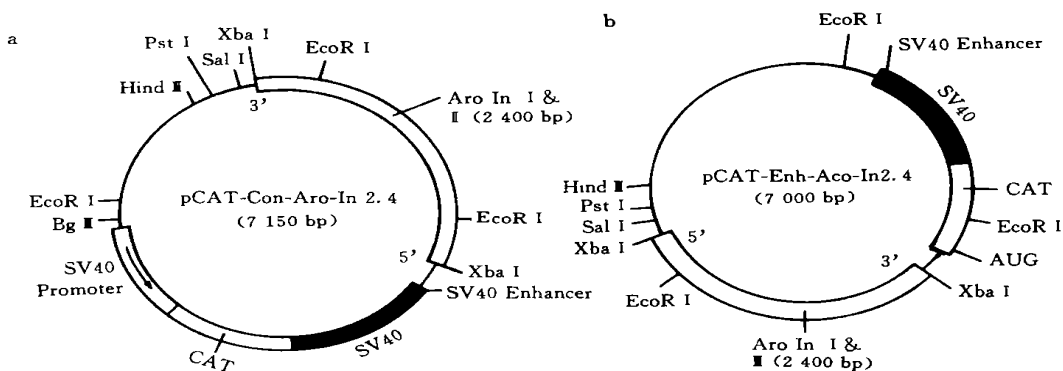 a
Xba I
Pst I
Sal I
EcoR I
Hind Ⅲ
3'
Aro In I &
Ⅱ (2 400 bp)
EcoR I
Bg Ⅱ
pCAT-Con-Aro-In 2.4
(7 150 bp)
EcoR I
5'
Xba I
SV40
Promoter
SV40 Enhancer
SV40
CAT
b
EcoR I
SV40 Enhancer
SV40
Hind Ⅲ
Pst I
Sal I
Xba I
pCAT-Enh-Aco-In2.4
(7 000 bp)
CAT
EcoR I
AUG
5'
3'
Xba I
EcoR I
Aro In I &
(2 400 bp)